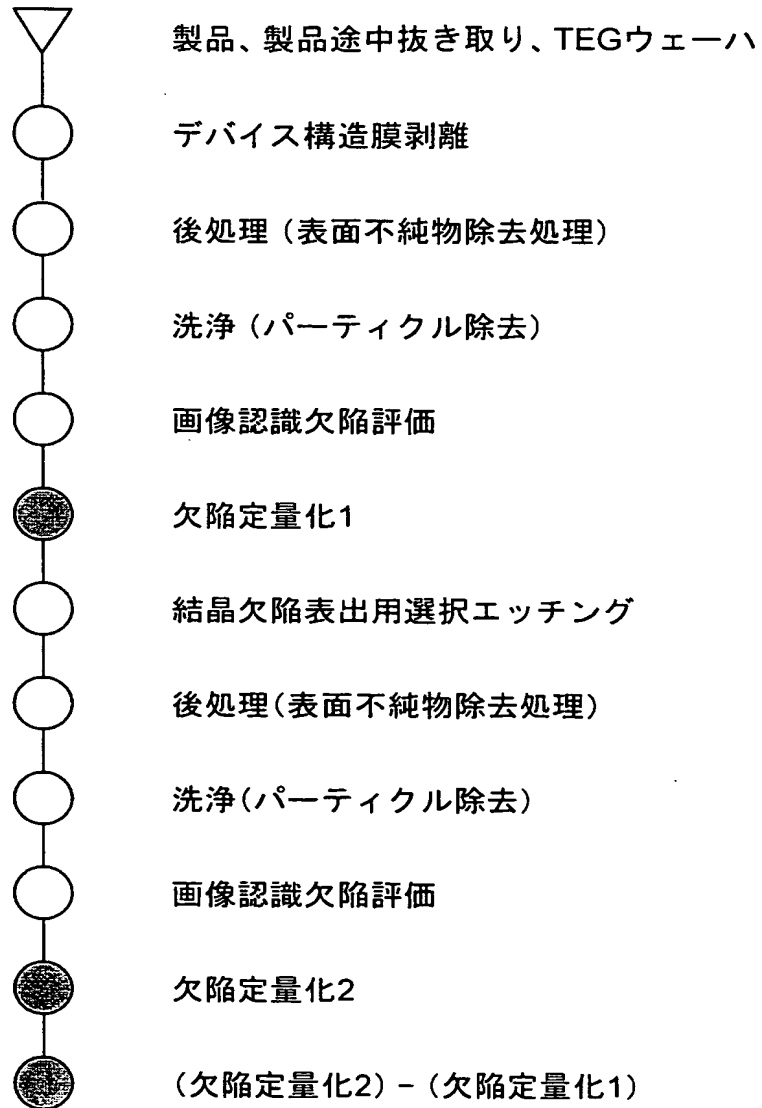 製品、製品途中抜き取り、TEGウェーハ
デバイス構造膜剥離
後処理（表面不純物除去処理）
洗浄（パーティクル除去）
画像認識欠陥評価
欠陥定量化1
結晶欠陥表出用選択エッチング
後処理(表面不純物除去処理)
洗浄(パーティクル除去)
画像認識欠陥評価
欠陥定量化2
(欠陥定量化2) − (欠陥定量化1)